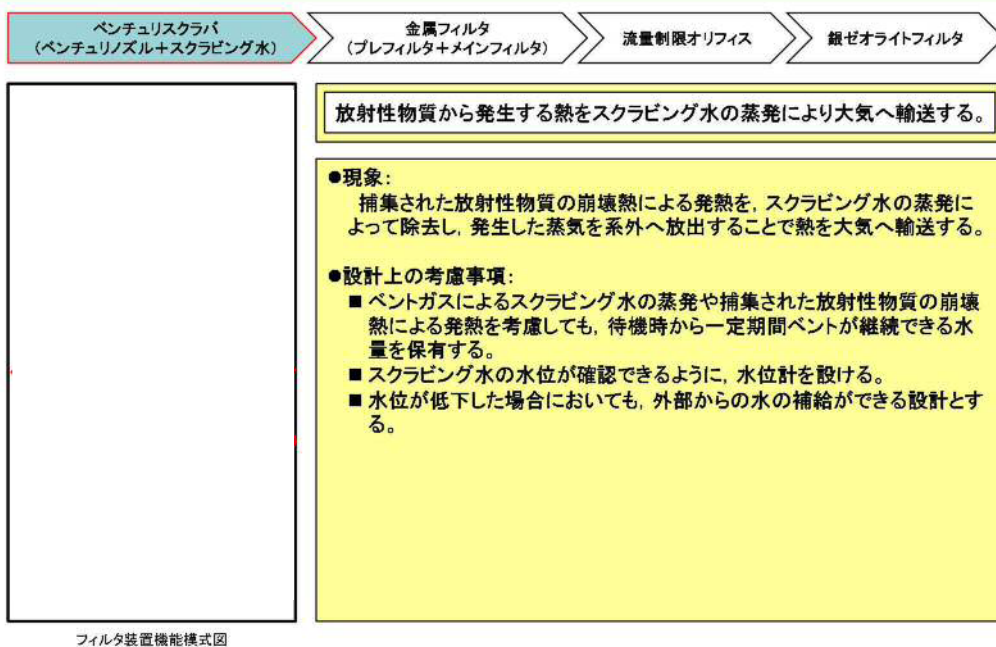 ベンチュリスクラバ
(ベンチュリノズル+スクラビング水)
金属フィルタ
(プレフィルタ+メインフィルタ)
流量制限オリフィス
銀ゼオライトフィルタ
放射性物質から発生する熱をスクラビング水の蒸発により大気へ輸送する。
●現象:
捕集された放射性物質の崩壊熱による発熱を,スクラビング水の蒸発に
よって除去し,発生した蒸気を系外へ放出することで熱を大気へ輸送する。
●設計上の考慮事項:
■ ベントガスによるスクラビング水の蒸発や捕集された放射性物質の崩壊
熱による発熱を考慮しても,待機時から一定期間ベントが継続できる水
量を保有する。
■ スクラビング水の水位が確認できるように,水位計を設ける。
■ 水位が低下した場合においても,外部からの水の補給ができる設計とす
る。
フィルタ装置機能模式図